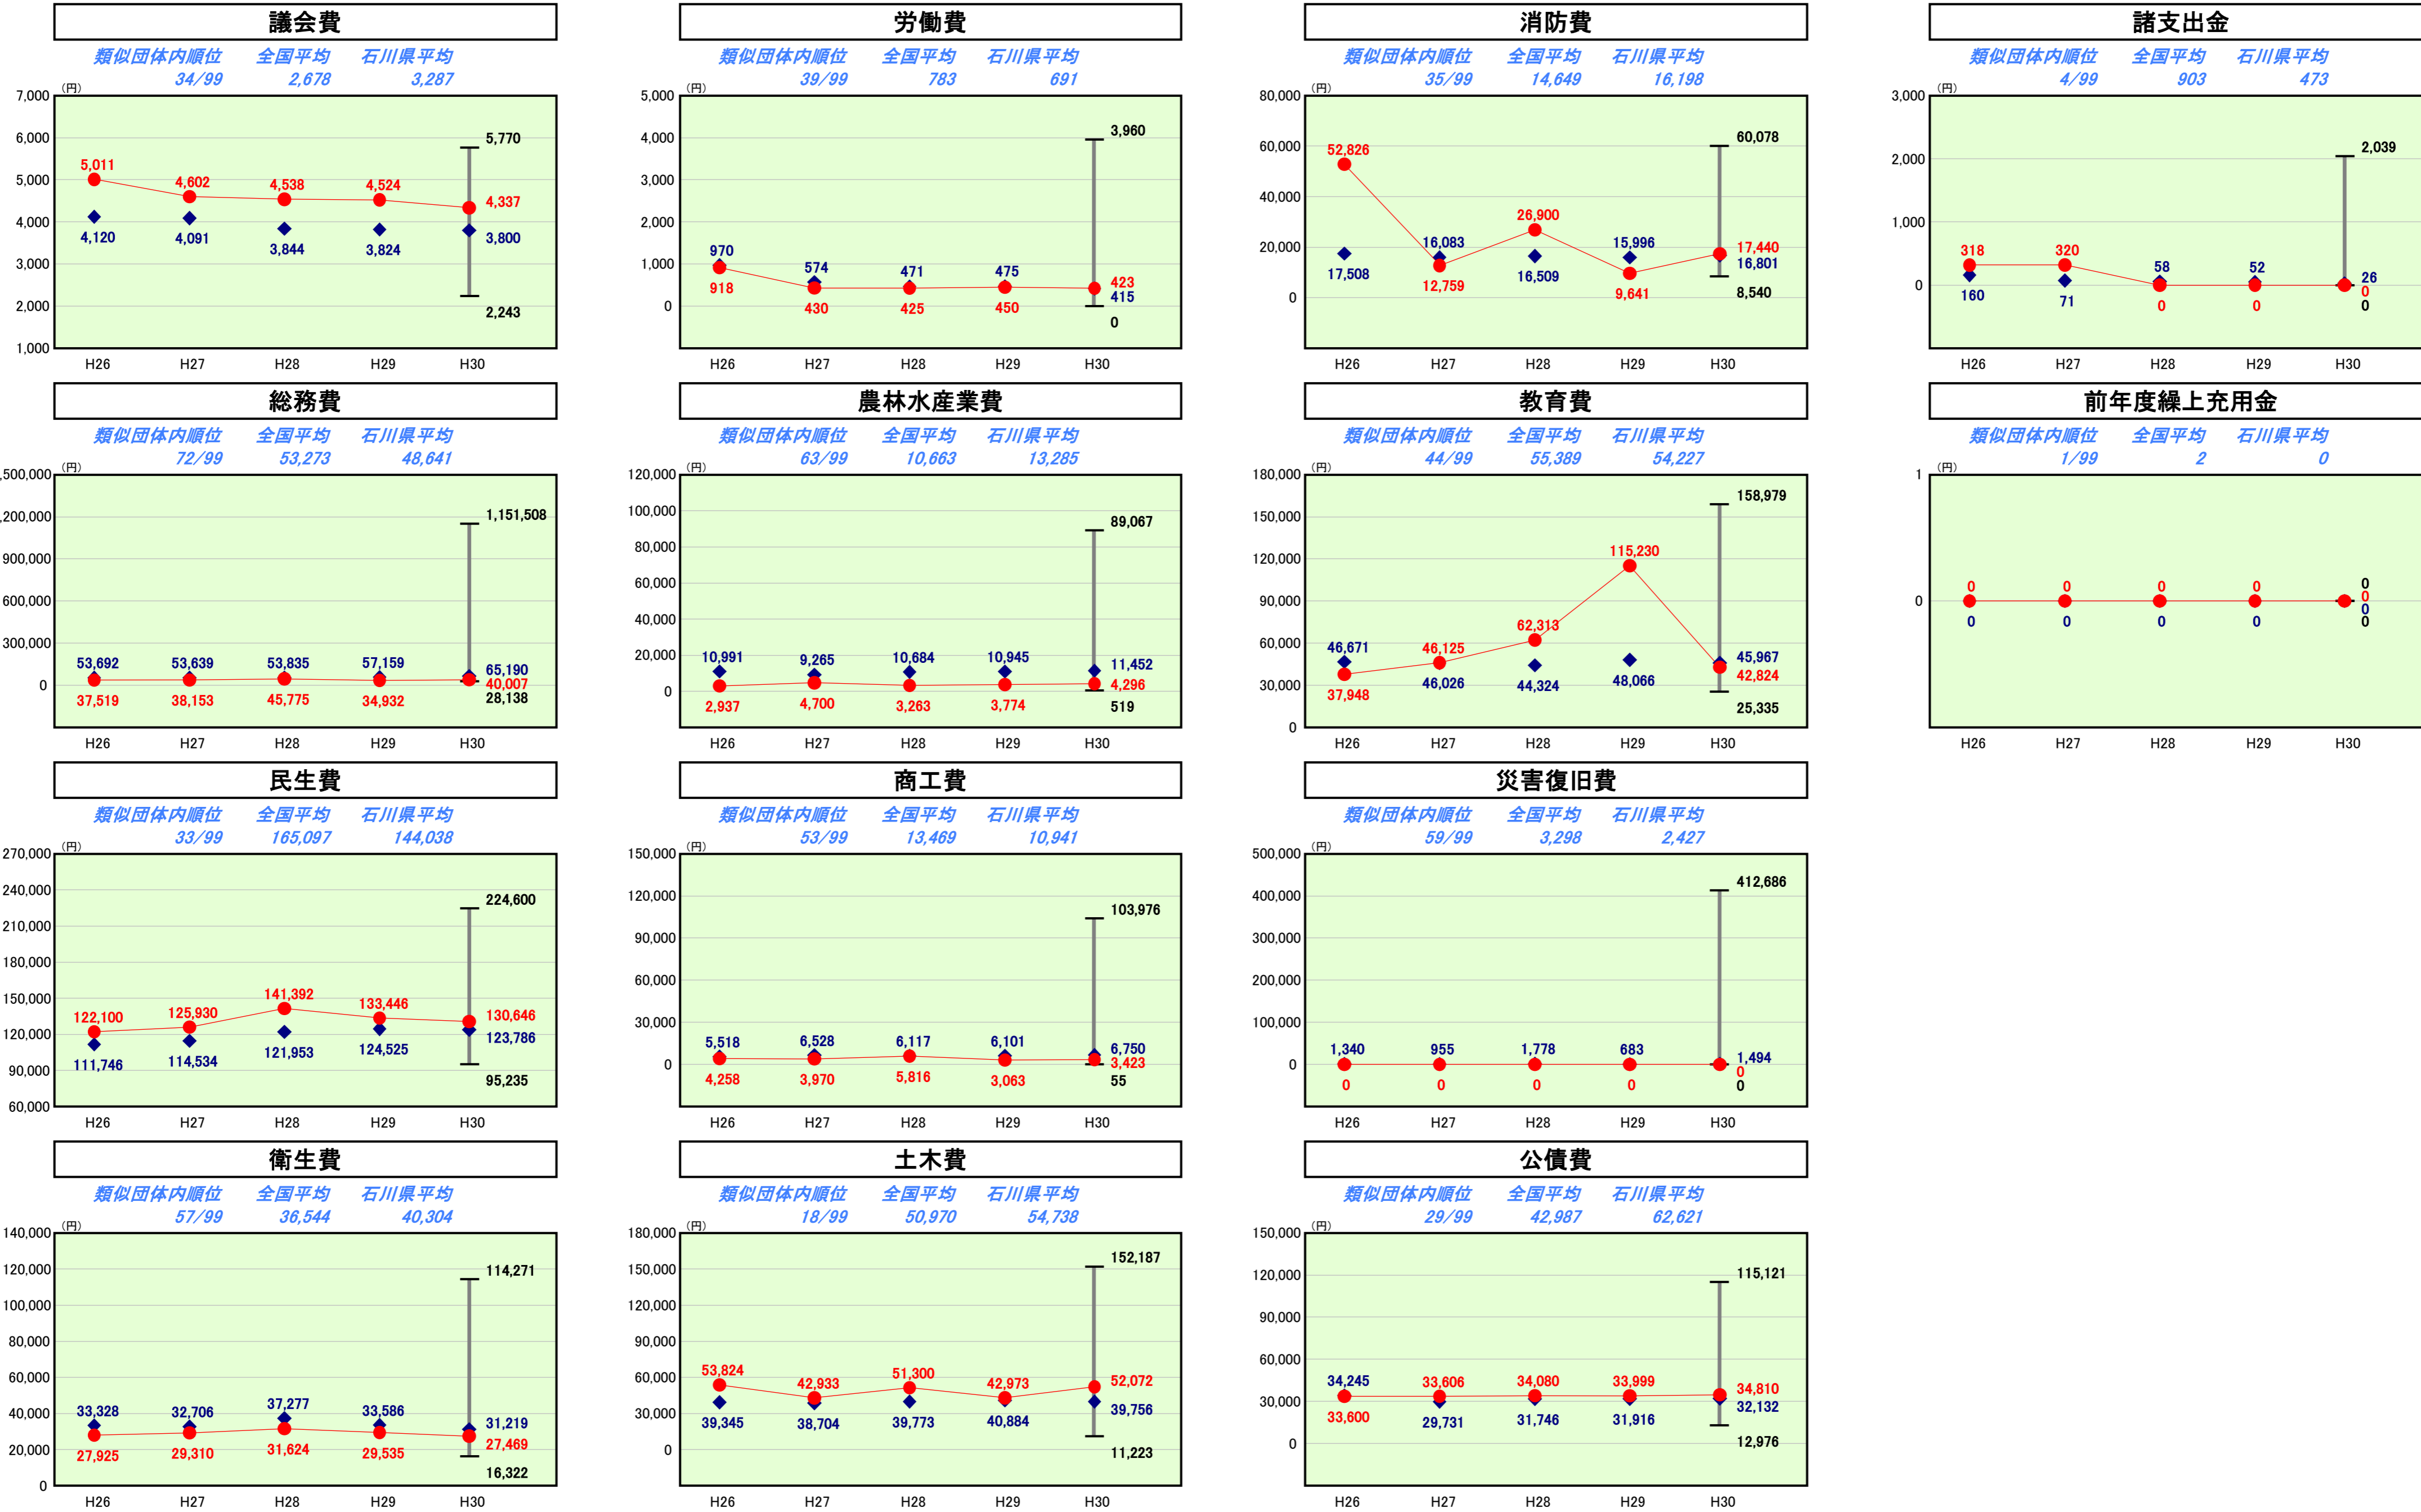 議会費
類似団体内順位 全国平均 石川県平均
34/99 2,678 3,287
(円)
7,000
6,000
5,000
4,000
3,000
2,000
1,000
5,011 4,602 4,538 4,524 4,337
4,120 4,091 3,844 3,824 3,800
5,770
2,243
H26 H27 H28 H29 H30
労働費
類似団体内順位 全国平均 石川県平均
39/99 783 691
(円)
5,000
4,000
3,000
2,000
1,000
0
970 574 471 475 415
918 430 425 450 423
3,960
0
H26 H27 H28 H29 H30
消防費
類似団体内順位 全国平均 石川県平均
35/99 14,649 16,198
(円)
80,000
60,000
40,000
20,000
0
52,826 12,759 26,900 9,641 17,440
17,508 16,083 16,509 15,996 16,801
60,078
8,540
H26 H27 H28 H29 H30
諸支出金
類似団体内順位 全国平均 石川県平均
4/99 903 473
(円)
3,000
2,000
1,000
0
318 320 0 0 0
160 71 58 52 26
2,039
0
H26 H27 H28 H29 H30
総務費
類似団体内順位 全国平均 石川県平均
72/99 53,273 48,641
(円)
,500,000
,200,000
900,000
600,000
300,000
0
53,692 53,639 53,835 57,159 65,190
37,519 38,153 45,775 34,932 40,007
1,151,508
28,138
H26 H27 H28 H29 H30
農林水産業費
類似団体内順位 全国平均 石川県平均
63/99 10,663 13,285
(円)
120,000
100,000
80,000
60,000
40,000
20,000
0
10,991 9,265 10,684 10,945 11,452
2,937 4,700 3,263 3,774 4,296
89,067
519
H26 H27 H28 H29 H30
教育費
類似団体内順位 全国平均 石川県平均
44/99 55,389 54,227
(円)
180,000
150,000
120,000
90,000
60,000
30,000
0
46,671 46,026 44,324 48,066 45,967
37,948 46,125 62,313 115,230 42,824
158,979
25,335
H26 H27 H28 H29 H30
前年度繰上充用金
類似団体内順位 全国平均 石川県平均
1/99 2 0
(円)
1
0
0 0 0 0 0
0 0 0 0 0
0
0
H26 H27 H28 H29 H30
民生費
類似団体内順位 全国平均 石川県平均
33/99 165,097 144,038
(円)
270,000
240,000
210,000
180,000
150,000
120,000
90,000
60,000
122,100 125,930 141,392 133,446 130,646
111,746 114,534 121,953 124,525 123,786
224,600
95,235
H26 H27 H28 H29 H30
商工費
類似団体内順位 全国平均 石川県平均
53/99 13,469 10,941
(円)
150,000
120,000
90,000
60,000
30,000
0
5,518 6,528 6,117 6,101 6,750
4,258 3,970 5,816 3,063 3,423
103,976
55
H26 H27 H28 H29 H30
災害復旧費
類似団体内順位 全国平均 石川県平均
59/99 3,298 2,427
(円)
500,000
400,000
300,000
200,000
100,000
0
1,340 955 1,778 683 1,494
0 0 0 0 0
412,686
0
H26 H27 H28 H29 H30
衛生費
類似団体内順位 全国平均 石川県平均
57/99 36,544 40,304
(円)
140,000
120,000
100,000
80,000
60,000
40,000
20,000
0
33,328 32,706 37,277 33,586 31,219
27,925 29,310 31,624 29,535 27,469
114,271
16,322
H26 H27 H28 H29 H30
土木費
類似団体内順位 全国平均 石川県平均
18/99 50,970 54,738
(円)
180,000
150,000
120,000
90,000
60,000
30,000
0
53,824 42,933 51,300 42,973 52,072
39,345 38,704 39,773 40,884 39,756
152,187
11,223
H26 H27 H28 H29 H30
公債費
類似団体内順位 全国平均 石川県平均
29/99 42,987 62,621
(円)
150,000
120,000
90,000
60,000
30,000
0
34,245 29,731 31,746 31,916 32,132
33,600 33,606 34,080 33,999 34,810
115,121
12,976
H26 H27 H28 H29 H30